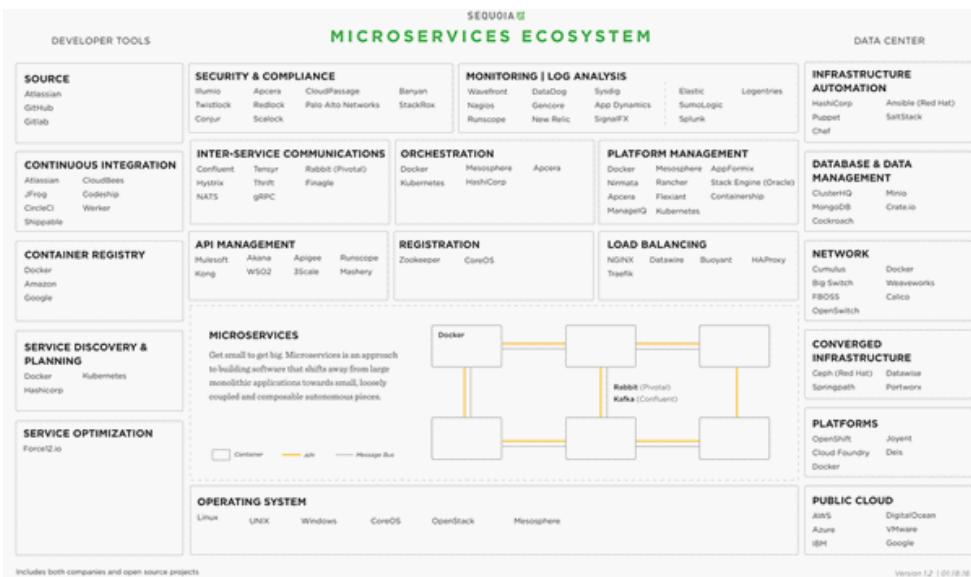 SEQUOIA
MICROSERVICES ECOSYSTEM
DEVELOPER TOOLS
DATA CENTER
SOURCE
Atlassian
GitHub
Gitlab
CONTINUOUS INTEGRATION
Atlassian CloudBees
JFrog Codeship
CircleCI Werker
Shippable
CONTAINER REGISTRY
Docker
Amazon
Google
SERVICE DISCOVERY &
PLANNING
Docker Kubernetes
Hashicorp
SERVICE OPTIMIZATION
Force12.io
SECURITY & COMPLIANCE
Illumio Apcera CloudPassage Banyan
Twistlock Redlock Palo Alto Networks StackRox
Conjur Scalock
MONITORING | LOG ANALYSIS
Wavefront DataDog Sysdig Elastic Logentries
Nagios Gencore App Dynamics SumoLogic
Runscope New Relic SignalFX Splunk
INTER-SERVICE COMMUNICATIONS
Confluent Tensyr Rabbit (Pivotal)
Hystrix Thrift Finagle
NATS gRPC
ORCHESTRATION
Docker Mesosphere Apcera
Kubernetes HashiCorp
PLATFORM MANAGEMENT
Docker Mesosphere AppFormix
Nirmata Rancher Stack Engine (Oracle)
Apcera Flexiant Containership
ManageIQ Kubernetes
API MANAGEMENT
Mulesoft Akana Apigee Runscope
Kong WSO2 3Scale Mashery
REGISTRATION
Zookeeper CoreOS
LOAD BALANCING
NGINX Datawire Buoyant HAProxy
Traefik
MICROSERVICES
Get small to get big. Microservices is an approach
to building software that shifts away from large
monolithic applications towards small, loosely
coupled and composable autonomous pieces.
Container API Message Bus
Docker
Rabbit (Pivotal)
Kafka (Confluent)
OPERATING SYSTEM
Linux UNIX Windows CoreOS OpenStack Mesosphere
INFRASTRUCTURE
AUTOMATION
HashiCorp Ansible (Red Hat)
Puppet SaltStack
Chef
DATABASE & DATA
MANAGEMENT
ClusterHQ Minio
MongoDB Crate.io
Cockroach
NETWORK
Cumulus Docker
Big Switch Weaveworks
FBOSS Calico
OpenSwitch
CONVERGED
INFRASTRUCTURE
Ceph (Red Hat) Datawise
Springpath Portworx
PLATFORMS
OpenShift Joyent
Cloud Foundry Deis
Docker
PUBLIC CLOUD
AWS DigitalOcean
Azure VMware
IBM Google
Includes both companies and open source projects
Version 1.2 | 01.18.16